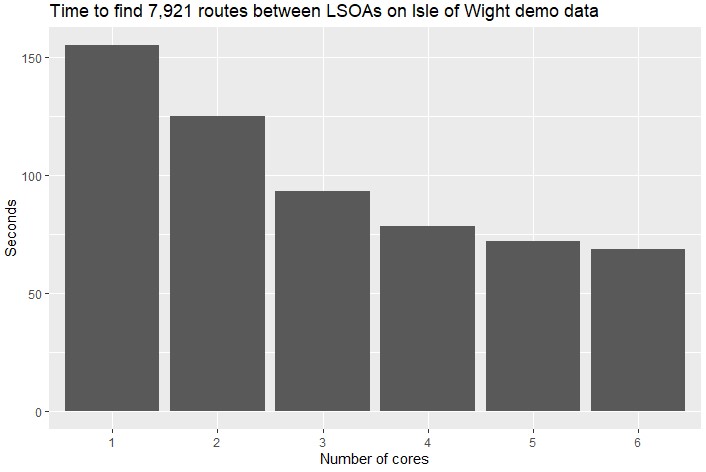 Time to find 7,921 routes between LSOAs on Isle of Wight demo data
150
100
50
0
Seconds
1 2 3 4 5 6
Number of cores